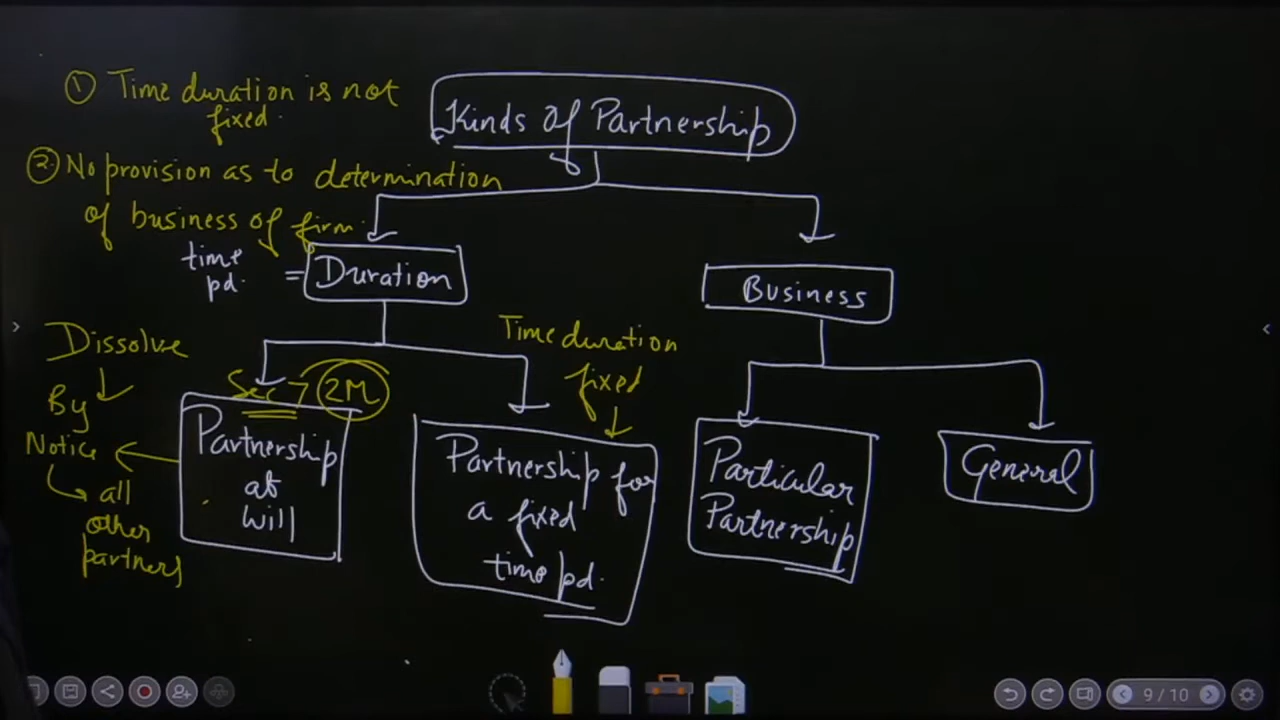 ① Time duration is not
fixed.
② No provision as to determination
of business of firm.
Kinds Of Partnership
time
pd.
= Duration
Business
Dissolve
By
Notice
all
other
partners
Sec 7 2M
Partnership
at
will
Time duration
fixed
Partnership for
a fixed
time pd.
Particular
Partnership
General
9/10